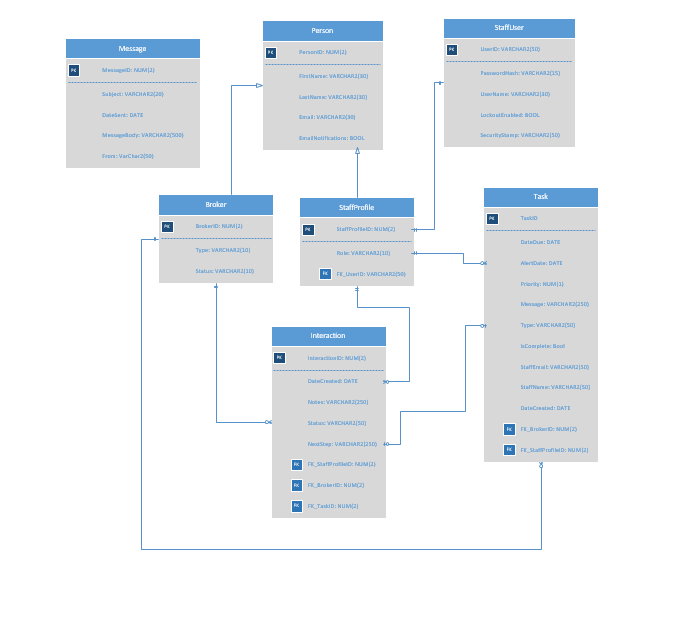 Message
PK
MessageID: NUM(2)
Subject: VARCHAR2(20)
DateSent: DATE
MessageBody: VARCHAR2(500)
From: VarChar2(50)
Person
PK
PersonID: NUM(2)
FirstName: VARCHAR2(30)
LastName: VARCHAR2(30)
Email: VARCHAR2(30)
EmailNotifications: BOOL
StaffUser
PK
UserID: VARCHAR2(50)
PasswordHash: VARCHAR2(15)
UserName: VARCHAR2(30)
LockoutEnabled: BOOL
SecurityStamp: VARCHAR2(50)
Broker
PK
BrokerID: NUM(2)
Type: VARCHAR2(10)
Status: VARCHAR2(10)
StaffProfile
PK
StaffProfileID: NUM(2)
Role: VARCHAR2(10)
FK
FK_UserID: VARCHAR2(50)
Task
PK
TaskID
DateDue: DATE
AlertDate: DATE
Priority: NUM(1)
Message: VARCHAR2(250)
Type: VARCHAR2(50)
IsComplete: Bool
StaffEmail: VARCHAR2(50)
StaffName: VARCHAR2(50)
DateCreated: DATE
FK
FK_BrokerID: NUM(2)
FK
FK_StaffProfileID: NUM(2)
Interaction
PK
InteractionID: NUM(2)
DateCreated: DATE
Notes: VARCHAR2(250)
Status: VARCHAR2(50)
NextStep: VARCHAR2(250)
FK
FK_StaffProfileID: NUM(2)
FK
FK_BrokerID: NUM(2)
FK
FK_TaskID: NUM(2)